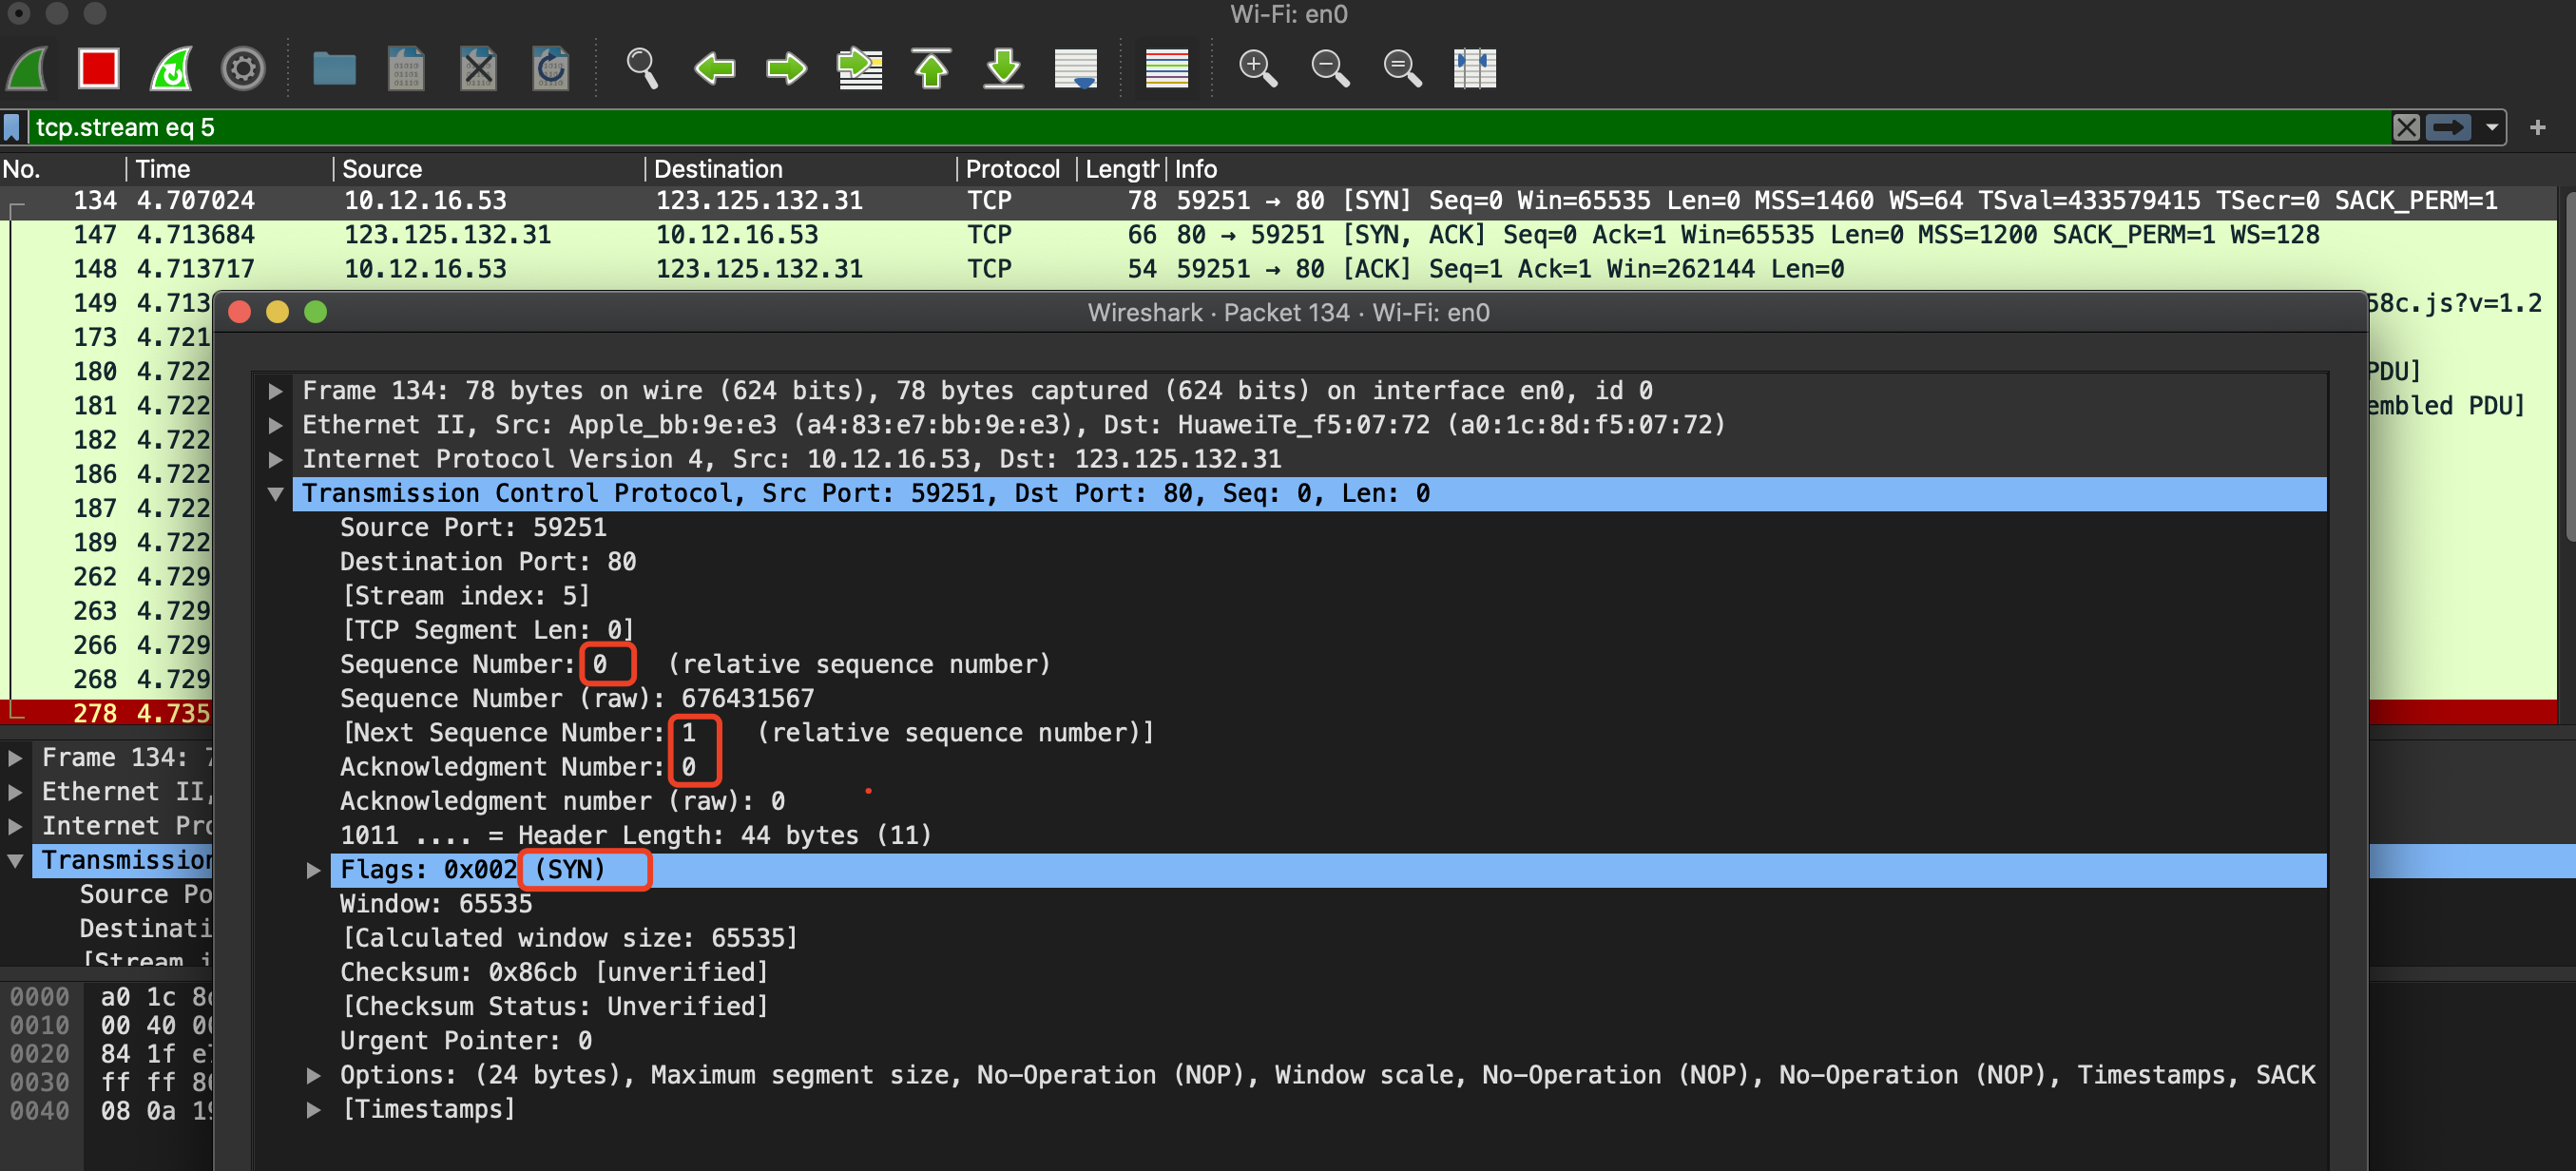 Wi-Fi: en0
tcp.stream eq 5
No. Time Source Destination Protocol Length Info
134 4.707024 10.12.16.53 123.125.132.31 TCP 78 59251 → 80 [SYN] Seq=0 Win=65535 Len=0 MSS=1460 WS=64 TSval=433579415 TSecr=0 SACK_PERM=1
147 4.713684 123.125.132.31 10.12.16.53 TCP 66 80 → 59251 [SYN, ACK] Seq=0 Ack=1 Win=65535 Len=0 MSS=1200 SACK_PERM=1 WS=128
148 4.713717 10.12.16.53 123.125.132.31 TCP 54 59251 → 80 [ACK] Seq=1 Ack=1 Win=262144 Len=0
149 4.713 58c.js?v=1.2
173 4.721
180 4.722 PDU]
181 4.722 embled PDU]
182 4.722
186 4.722
187 4.722
189 4.722
262 4.729
263 4.729
266 4.729
268 4.729
278 4.735
Wireshark · Packet 134 · Wi-Fi: en0
Frame 134: 78 bytes on wire (624 bits), 78 bytes captured (624 bits) on interface en0, id 0
Ethernet II, Src: Apple_bb:9e:e3 (a4:83:e7:bb:9e:e3), Dst: HuaweiTe_f5:07:72 (a0:1c:8d:f5:07:72)
Internet Protocol Version 4, Src: 10.12.16.53, Dst: 123.125.132.31
Transmission Control Protocol, Src Port: 59251, Dst Port: 80, Seq: 0, Len: 0
Source Port: 59251
Destination Port: 80
[Stream index: 5]
[TCP Segment Len: 0]
Sequence Number: 0 (relative sequence number)
Sequence Number (raw): 676431567
[Next Sequence Number: 1 (relative sequence number)]
Acknowledgment Number: 0
Acknowledgment number (raw): 0
1011 .... = Header Length: 44 bytes (11)
Flags: 0x002 (SYN)
Window: 65535
[Calculated window size: 65535]
Checksum: 0x86cb [unverified]
[Checksum Status: Unverified]
Urgent Pointer: 0
Options: (24 bytes), Maximum segment size, No-Operation (NOP), Window scale, No-Operation (NOP), No-Operation (NOP), Timestamps, SACK
[Timestamps]
Frame 134:
Ethernet II,
Internet Pro
Transmission
Source Po
Destinati
[Stream i
0000 a0 1c
0010 00 40
0020 84 1f
0030 ff ff
0040 08 0a